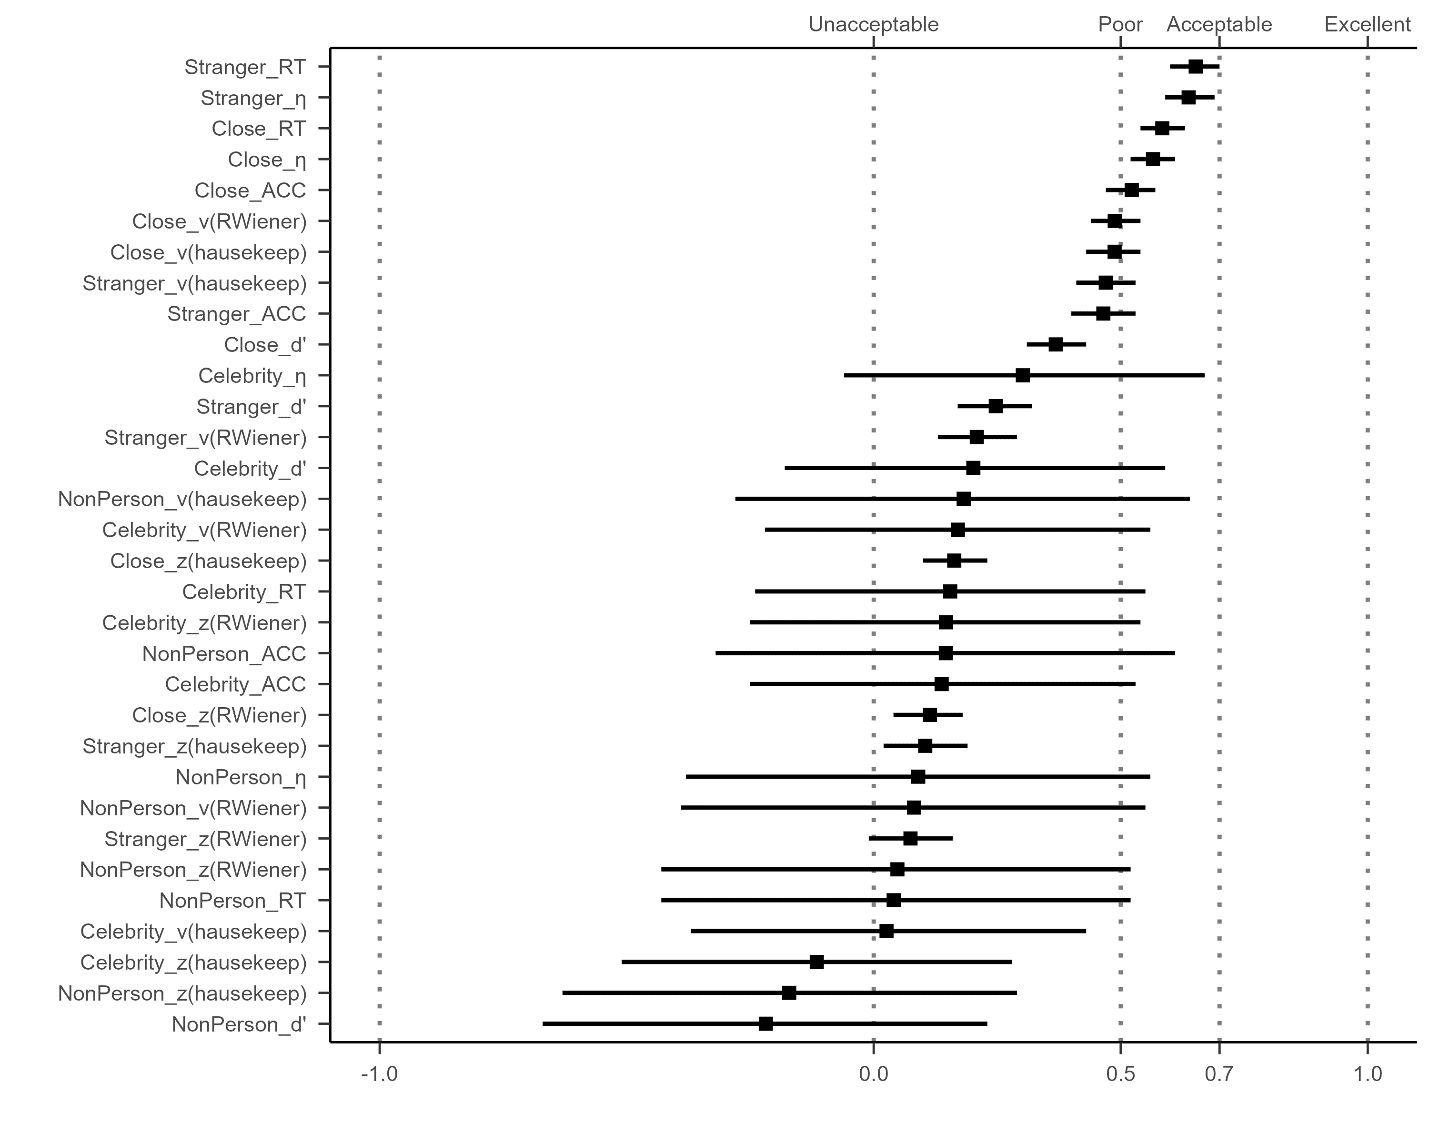 Unacceptable Poor Acceptable Excellent
Stranger_RT
Stranger_η
Close_RT
Close_η
Close_ACC
Close_v(RWiener)
Close_v(hausekeep)
Stranger_v(hausekeep)
Stranger_ACC
Close_d'
Celebrity_η
Stranger_d'
Stranger_v(RWiener)
Celebrity_d'
NonPerson_v(hausekeep)
Celebrity_v(RWiener)
Close_z(hausekeep)
Celebrity_RT
Celebrity_z(RWiener)
NonPerson_ACC
Celebrity_ACC
Close_z(RWiener)
Stranger_z(hausekeep)
NonPerson_η
NonPerson_v(RWiener)
Stranger_z(RWiener)
NonPerson_z(RWiener)
NonPerson_RT
Celebrity_v(hausekeep)
Celebrity_z(hausekeep)
NonPerson_z(hausekeep)
NonPerson_d'
-1.0 0.0 0.5 0.7 1.0